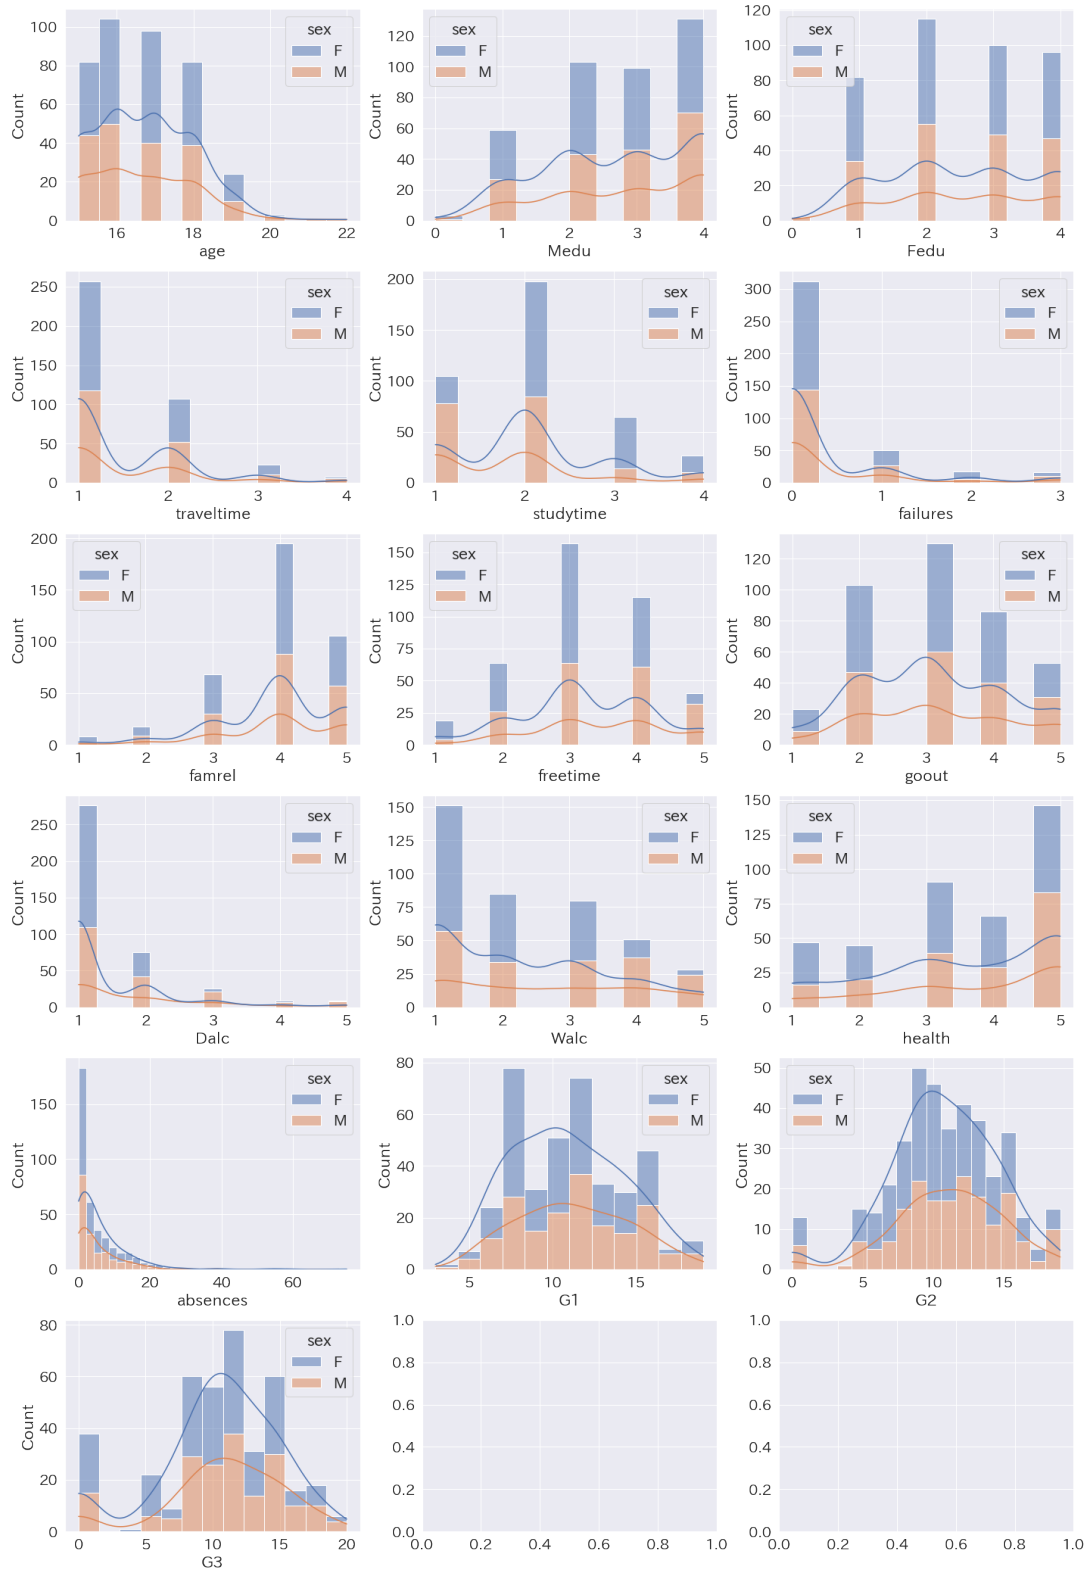 sex
F
M
Count
100
80
60
40
20
0
16 18 20 22
age
sex
F
M
Count
120
100
80
60
40
20
0
0 1 2 3 4
Medu
sex
F
M
Count
120
100
80
60
40
20
0
0 1 2 3 4
Fedu
sex
F
M
Count
250
200
150
100
50
0
1 2 3 4
traveltime
sex
F
M
Count
200
150
100
50
0
1 2 3 4
studytime
sex
F
M
Count
300
250
200
150
100
50
0
0 1 2 3
failures
sex
F
M
Count
200
150
100
50
0
1 2 3 4 5
famrel
sex
F
M
Count
150
125
100
75
50
25
0
1 2 3 4 5
freetime
sex
F
M
Count
120
100
80
60
40
20
0
1 2 3 4 5
goout
sex
F
M
Count
250
200
150
100
50
0
1 2 3 4 5
Dalc
sex
F
M
Count
150
125
100
75
50
25
0
1 2 3 4 5
Walc
sex
F
M
Count
150
125
100
75
50
25
0
1 2 3 4 5
health
sex
F
M
Count
150
100
50
0
0 20 40 60
absences
sex
F
M
Count
80
60
40
20
0
5 10 15
G1
sex
F
M
Count
50
40
30
20
10
0
0 5 10 15
G2
sex
F
M
Count
80
60
40
20
0
0 5 10 15 20
G3
1.0
0.8
0.6
0.4
0.2
0.0
0.0 0.2 0.4 0.6 0.8 1.0
1.0
0.8
0.6
0.4
0.2
0.0
0.0 0.2 0.4 0.6 0.8 1.0